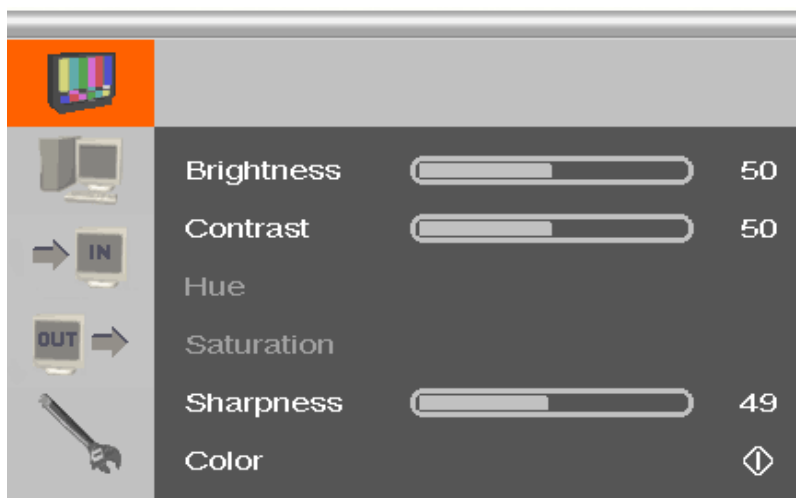 Brightness 50
Contrast 50
IN
Hue
OUT
Saturation
Sharpness 49
Color